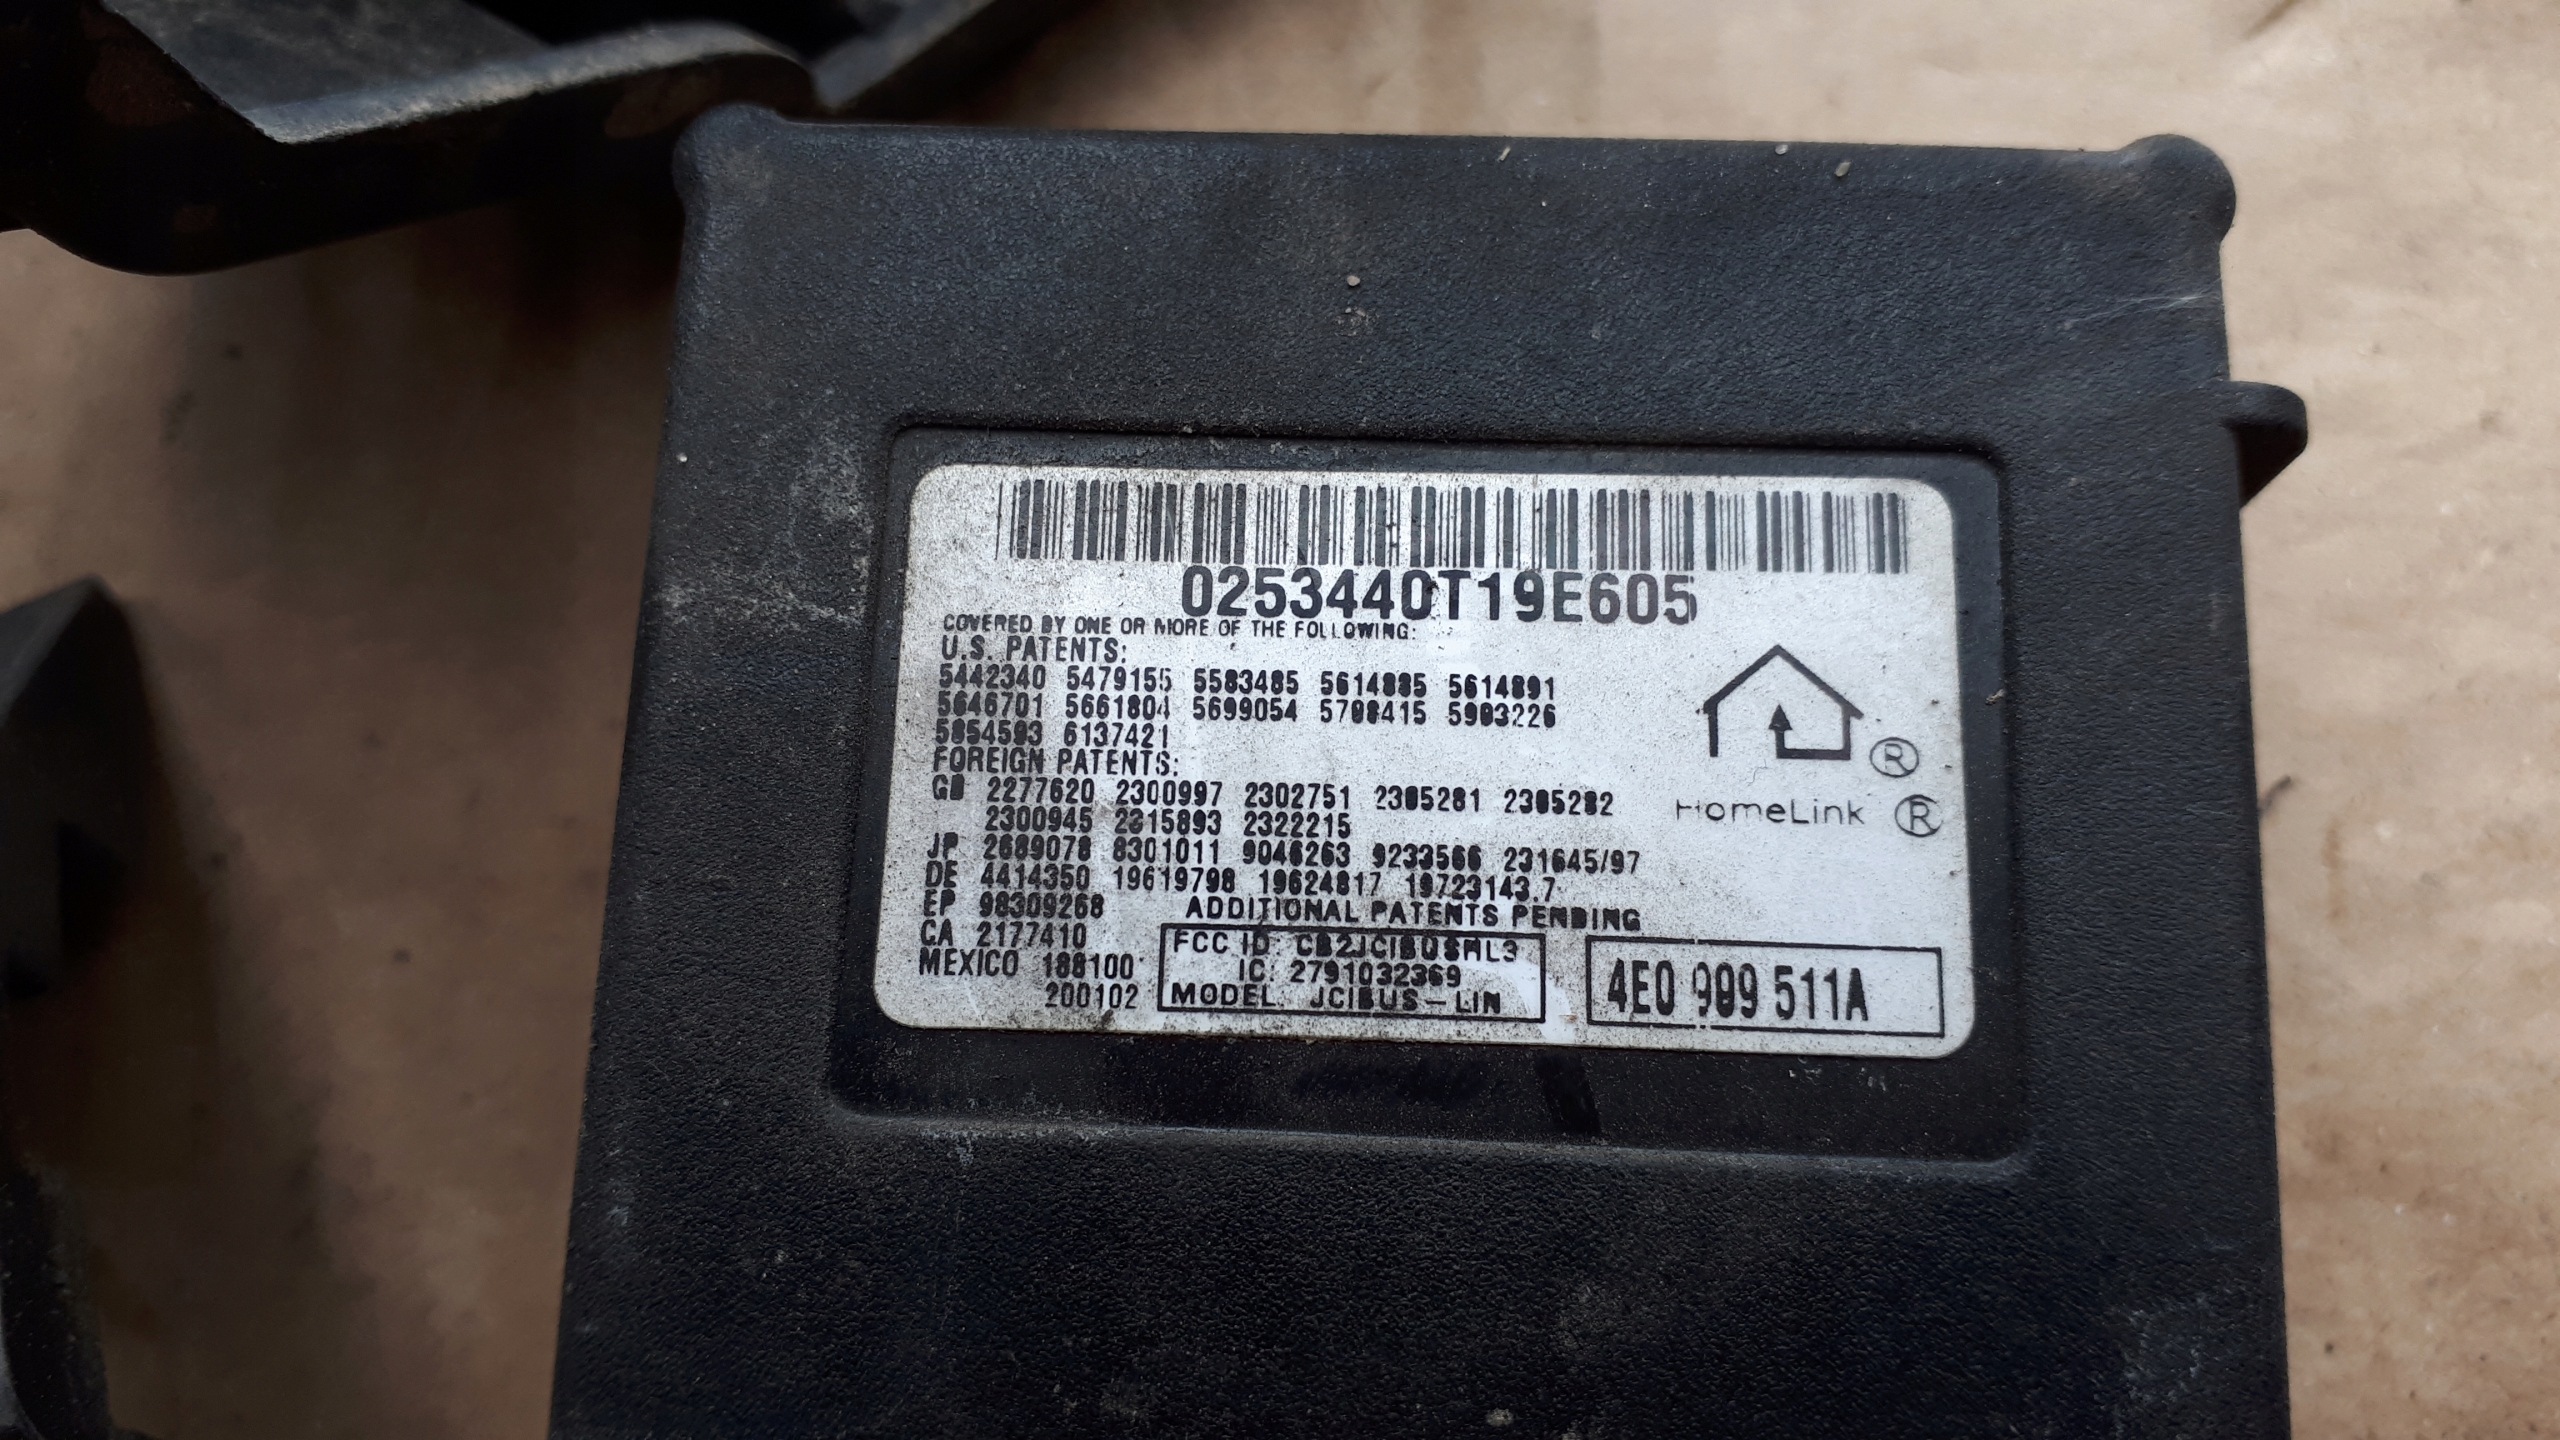 0253440T19E605
COVERED BY ONE OR MORE OF THE FOLLOWING:
U.S. PATENTS:
5442340 5479155 5583485 5614885 5614891
5646701 5661804 5699054 5708415 5903226
5854593 6137421
FOREIGN PATENTS:
GB 2277620 2300997 2302751 2305281 2305282
2300945 2315893 2322215
JP 2689078 8301011 9046263 9233566 231645/97
DE 4414350 19619798 19624817 19723143.7
EP 98309268 ADDITIONAL PATENTS PENDING
CA 2177410
MEXICO 188100
200102
FCC ID: CB2JCIBUSHL3
IC: 2791032369
MODEL: JCIBUS-LIN
®
HomeLink ®
4E0 909 511A